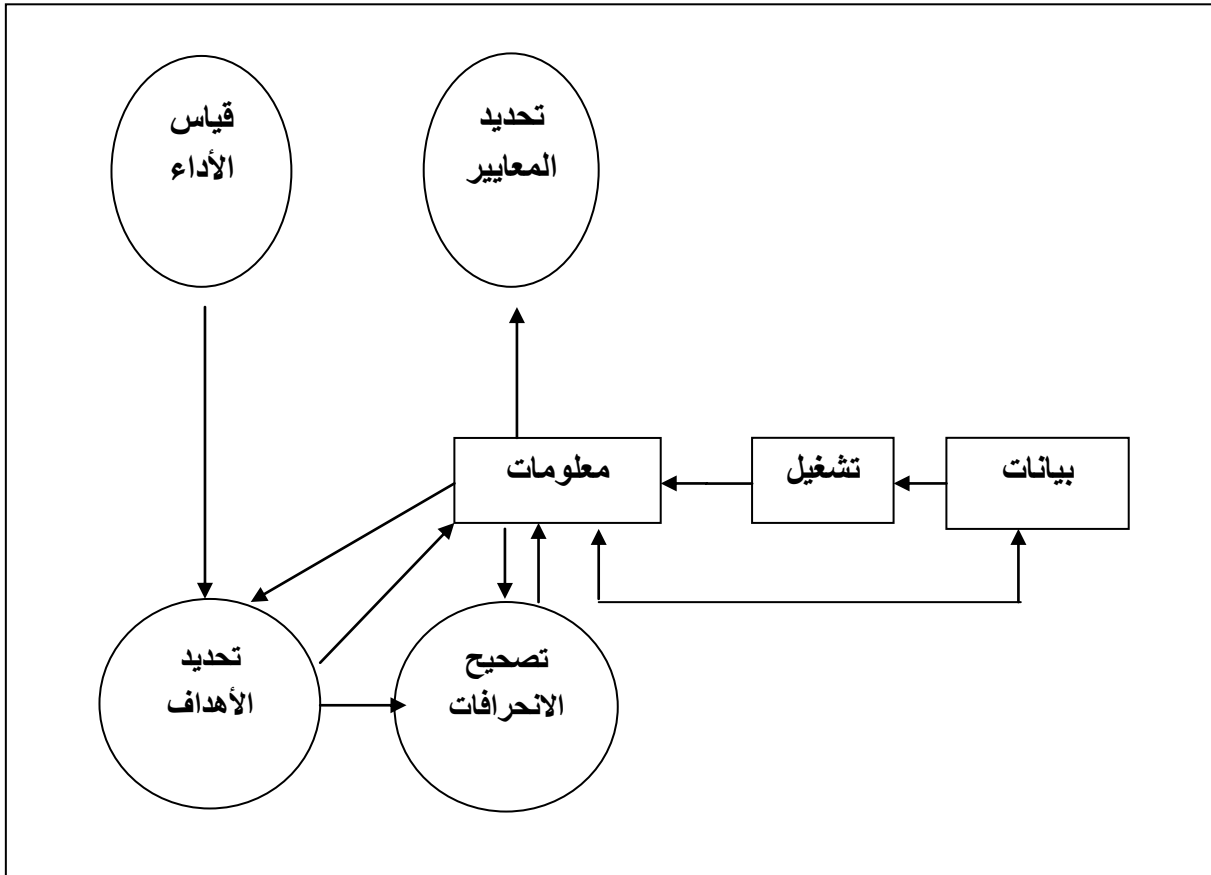 تحديد
المعايير
قياس
الأداء
بيانات
تشغيل
معلومات
تصحيح
الانحرافات
تحديد
الأهداف